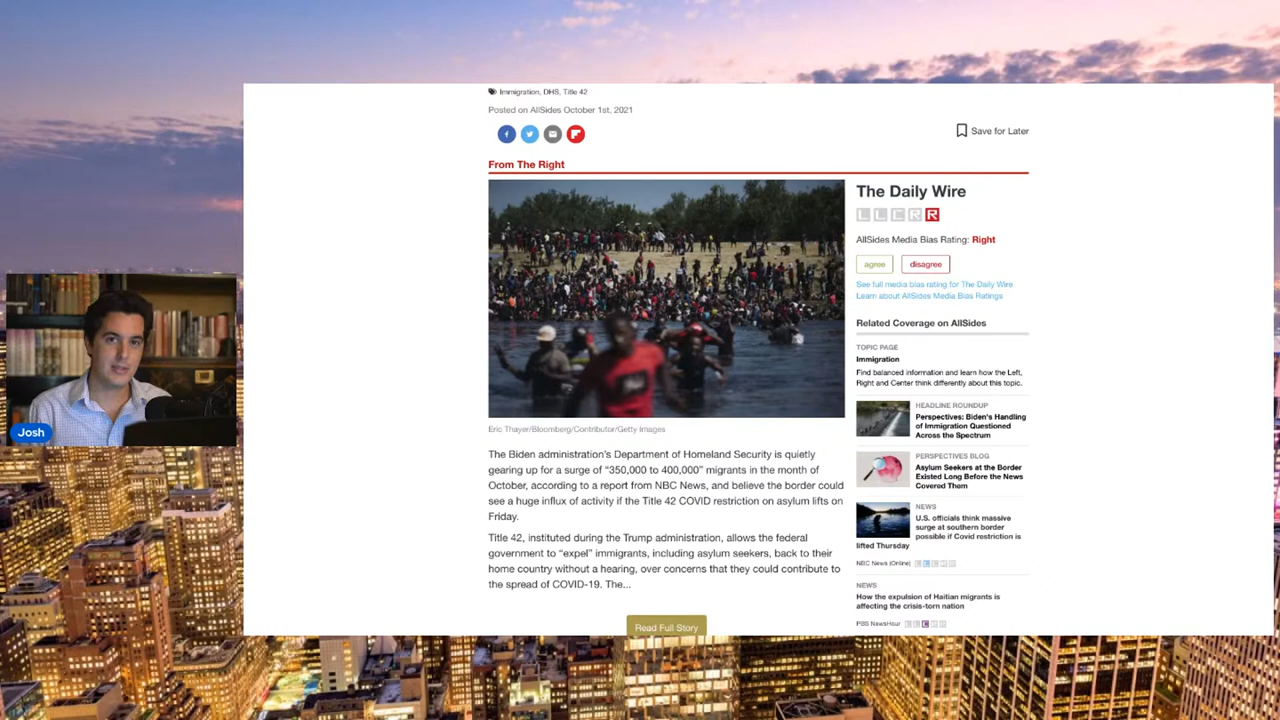 Immigration, DHS, Title 42
Posted on AllSides October 1st, 2021
Save for Later
From The Right
The Daily Wire
L L C R R
AllSides Media Bias Rating: Right
agree disagree
See full media bias rating for The Daily Wire
Learn about AllSides Media Bias Ratings
Related Coverage on AllSides
TOPIC PAGE
Immigration
Find balanced information and learn how the Left,
Right and Center think differently about this topic.
HEADLINE ROUNDUP
Perspectives: Biden's Handling
of Immigration Questioned
Across the Spectrum
PERSPECTIVES BLOG
Asylum Seekers at the Border
Existed Long Before the News
Covered Them
NEWS
U.S. officials think massive
surge at southern border
possible if Covid restriction is
lifted Thursday
NBC News (Online)
NEWS
How the expulsion of Haitian migrants is
affecting the crisis-torn nation
PBS NewsHour
Eric Thayer/Bloomberg/Contributor/Getty Images
The Biden administration's Department of Homeland Security is quietly
gearing up for a surge of “350,000 to 400,000” migrants in the month of
October, according to a report from NBC News, and believe the border could
see a huge influx of activity if the Title 42 COVID restriction on asylum lifts on
Friday.
Title 42, instituted during the Trump administration, allows the federal
government to “expel” immigrants, including asylum seekers, back to their
home country without a hearing, over concerns that they could contribute to
the spread of COVID-19. The...
Read Full Story
Josh